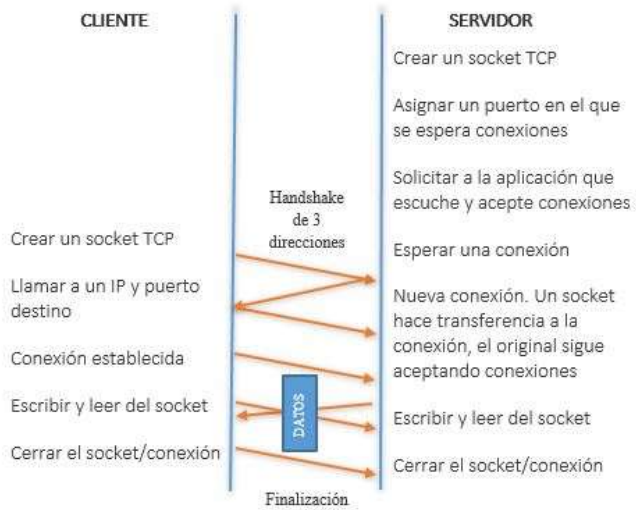 CLIENTE
SERVIDOR
Crear un socket TCP
Asignar un puerto en el que
se espera conexiones
Solicitar a la aplicación que
escuche y acepte conexiones
Handshake
de 3
direcciones
Crear un socket TCP
Esperar una conexión
Llamar a un IP y puerto
destino
Nueva conexión. Un socket
hace transferencia a la
conexión, el original sigue
aceptando conexiones
Conexión establecida
Escribir y leer del socket
DATOS
Escribir y leer del socket
Cerrar el socket/conexión
Cerrar el socket/conexión
Finalización